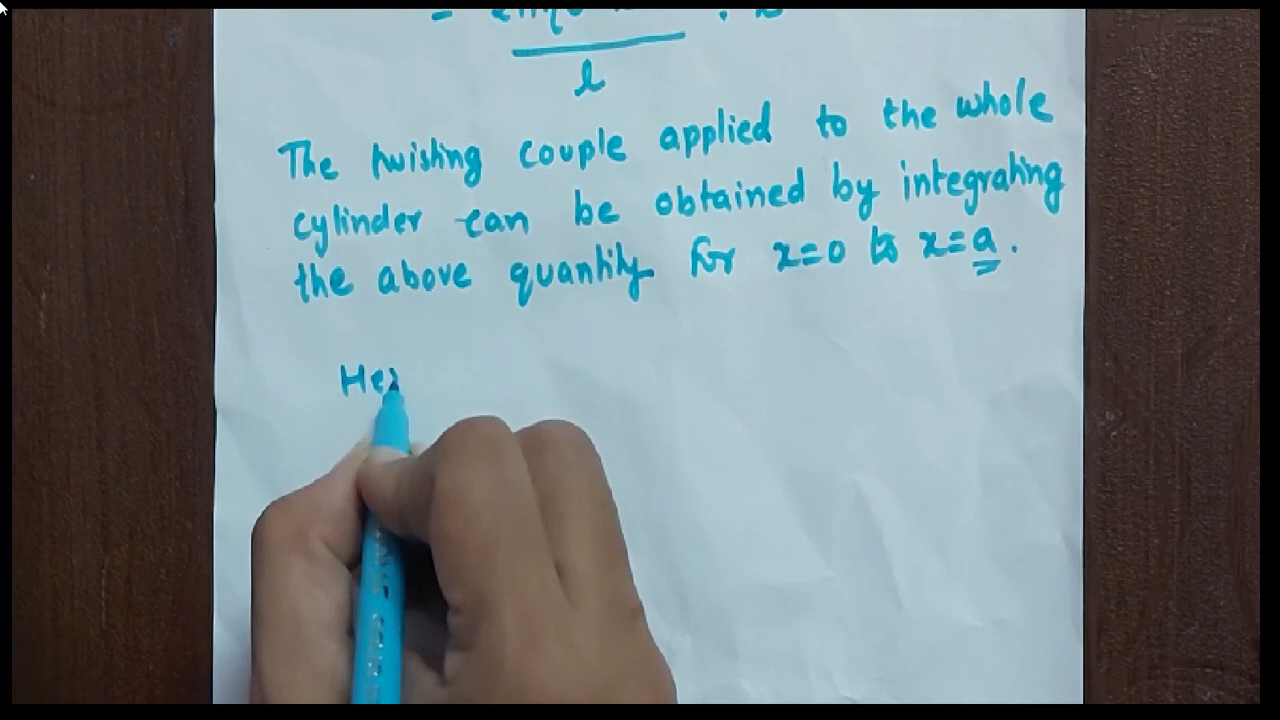 l
The twisting couple applied to the whole
cylinder can be obtained by integrating
the above quantity for x=0 to x=a.
He